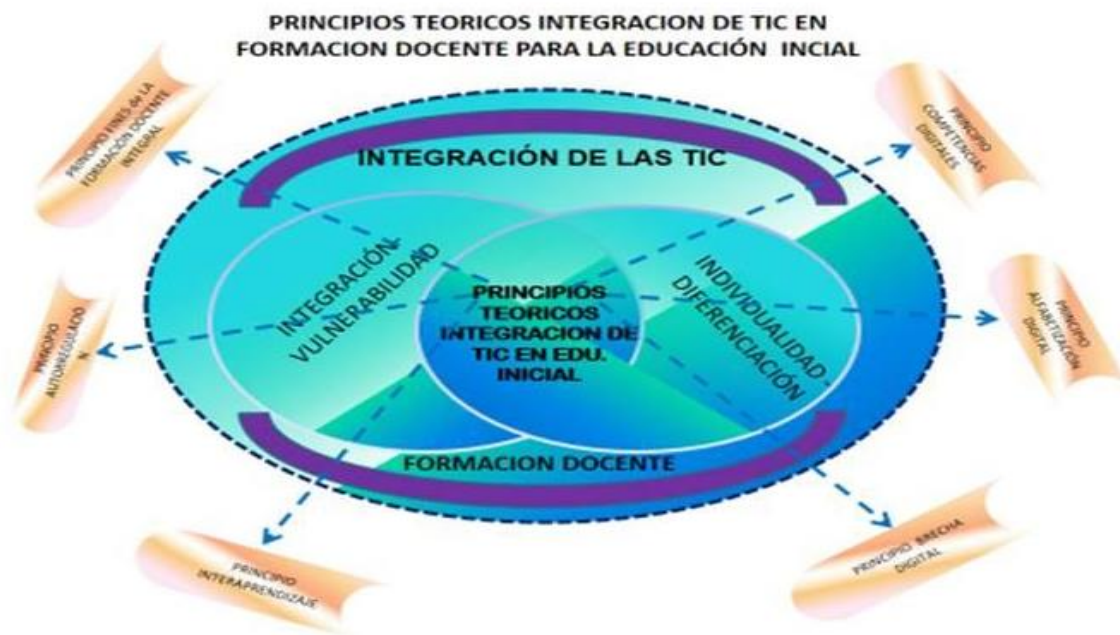 PRINCIPIOS TEORICOS INTEGRACION DE TIC EN
FORMACION DOCENTE PARA LA EDUCACIÓN INCIAL
PRINCIPIO FINES de LA
FORMACIÓN DOCENTE
INTEGRAL
PRINCIPIO
COMPETENCIAS
DIGITALES
INTEGRACIÓN DE LAS TIC
INTEGRACIÓN-
VULNERABILIDAD
INDIVIDUALIDAD -
DIFERENCIACIÓN
PRINCIPIOS
TEORICOS
INTEGRACION DE
TIC EN EDU.
INICIAL
PRINCIPIO
AUTOREGULACIO
N
PRINCIPIO
ALFABETIZACIÓN
DIGITAL
FORMACION DOCENTE
PRINCIPIO
INTERAPRENDIZAJE
PRINCIPIO BRECHA
DIGITAL